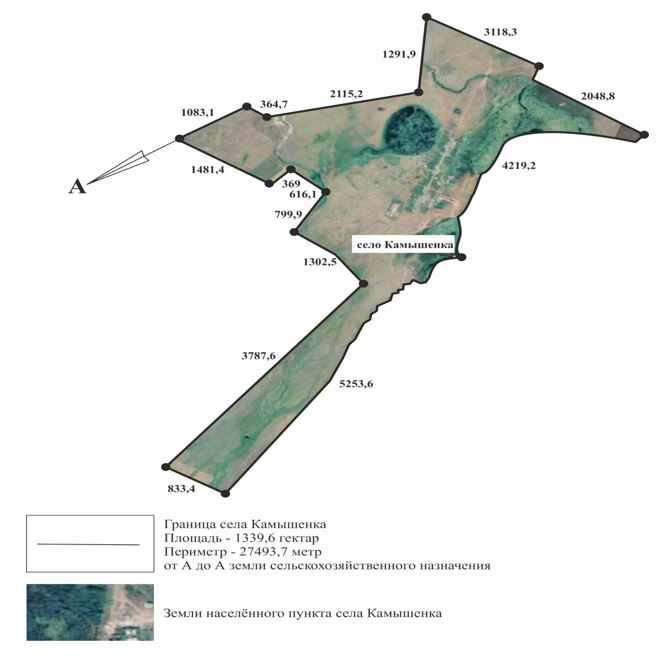 3118,3
1291,9
2048,8
2115,2
1083,1
364,7
4219,2
1481,4
А
369
616,1
799,9
село Камышенка
1302,5
3787,6
5253,6
833,4
Граница села Камышенка
Площадь - 1339,6 гектар
Периметр - 27493,7 метр
от А до А земли сельскохозяйственного назначения
Земли населённого пункта села Камышенка